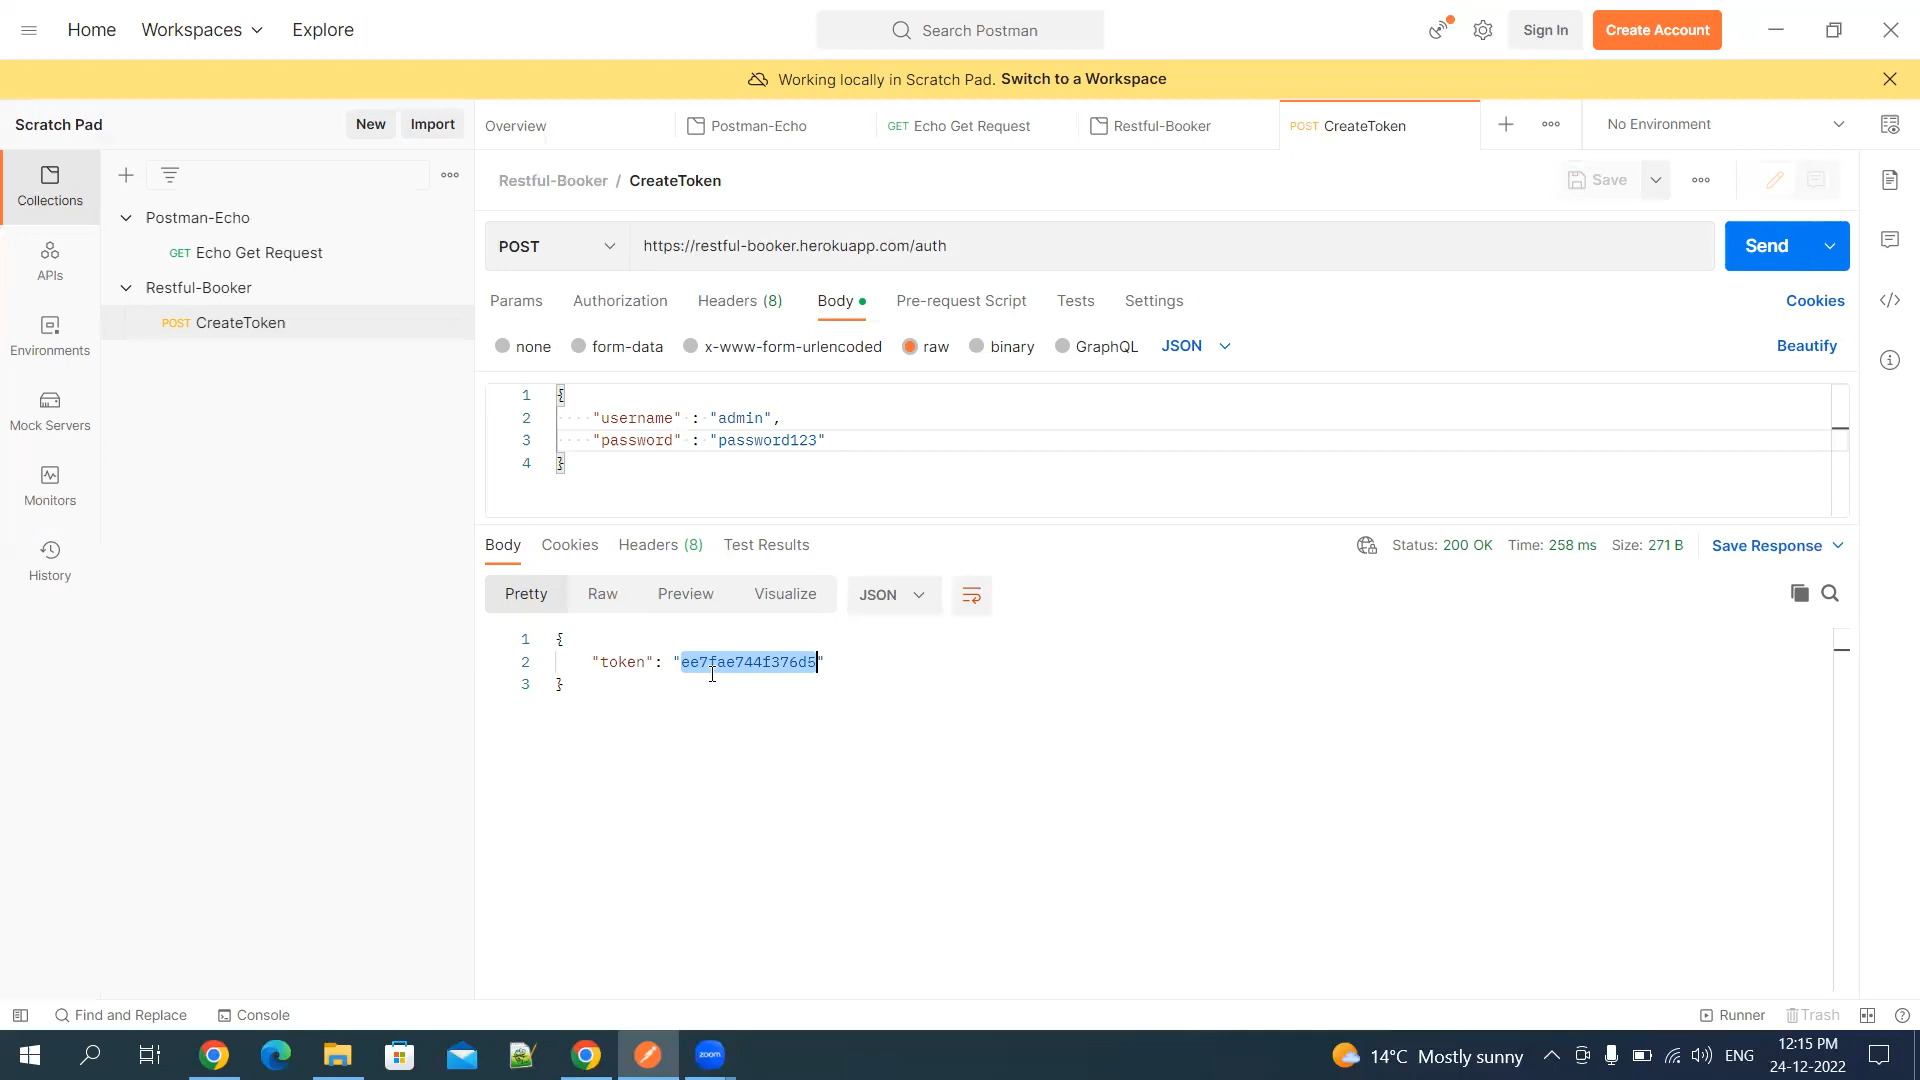 Home Workspaces Explore Search Postman Sign In Create Account
Working locally in Scratch Pad. Switch to a Workspace
Scratch Pad New Import Overview Postman-Echo GET Echo Get Request Restful-Booker POST CreateToken No Environment
Collections
Postman-Echo
GET Echo Get Request
Restful-Booker
POST CreateToken
APIs
Environments
Mock Servers
Monitors
History
Restful-Booker / CreateToken Save
POST https://restful-booker.herokuapp.com/auth Send
Params Authorization Headers (8) Body Pre-request Script Tests Settings Cookies
none form-data x-www-form-urlencoded raw binary GraphQL JSON Beautify
1 {
2 "username" : "admin",
3 "password" : "password123"
4 }
Body Cookies Headers (8) Test Results Status: 200 OK Time: 258 ms Size: 271 B Save Response
Pretty Raw Preview Visualize JSON
1 {
2 "token": "ee7fae744f376d5"
3 }
Find and Replace Console Runner Trash
zoom 14°C Mostly sunny ENG 12:15 PM
24-12-2022